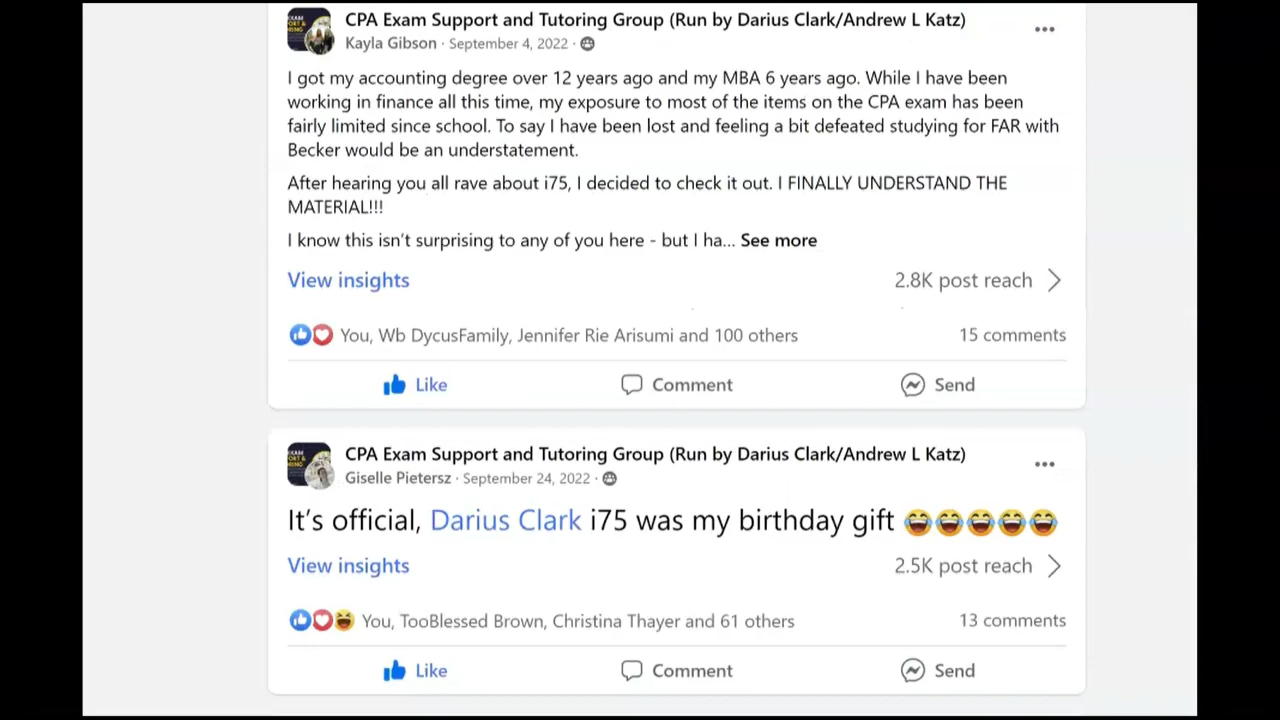 CPA Exam Support and Tutoring Group (Run by Darius Clark/Andrew L Katz)
Kayla Gibson · September 4, 2022 ·
I got my accounting degree over 12 years ago and my MBA 6 years ago. While I have been
working in finance all this time, my exposure to most of the items on the CPA exam has been
fairly limited since school. To say I have been lost and feeling a bit defeated studying for FAR with
Becker would be an understatement.
After hearing you all rave about i75, I decided to check it out. I FINALLY UNDERSTAND THE
MATERIAL!!!
I know this isn't surprising to any of you here - but I ha... See more
View insights 2.8K post reach
You, Wb DycusFamily, Jennifer Rie Arisumi and 100 others 15 comments
Like Comment Send
CPA Exam Support and Tutoring Group (Run by Darius Clark/Andrew L Katz)
Giselle Pietersz · September 24, 2022 ·
It's official, Darius Clark i75 was my birthday gift 😂😂😂😂😂
View insights 2.5K post reach
You, TooBlessed Brown, Christina Thayer and 61 others 13 comments
Like Comment Send